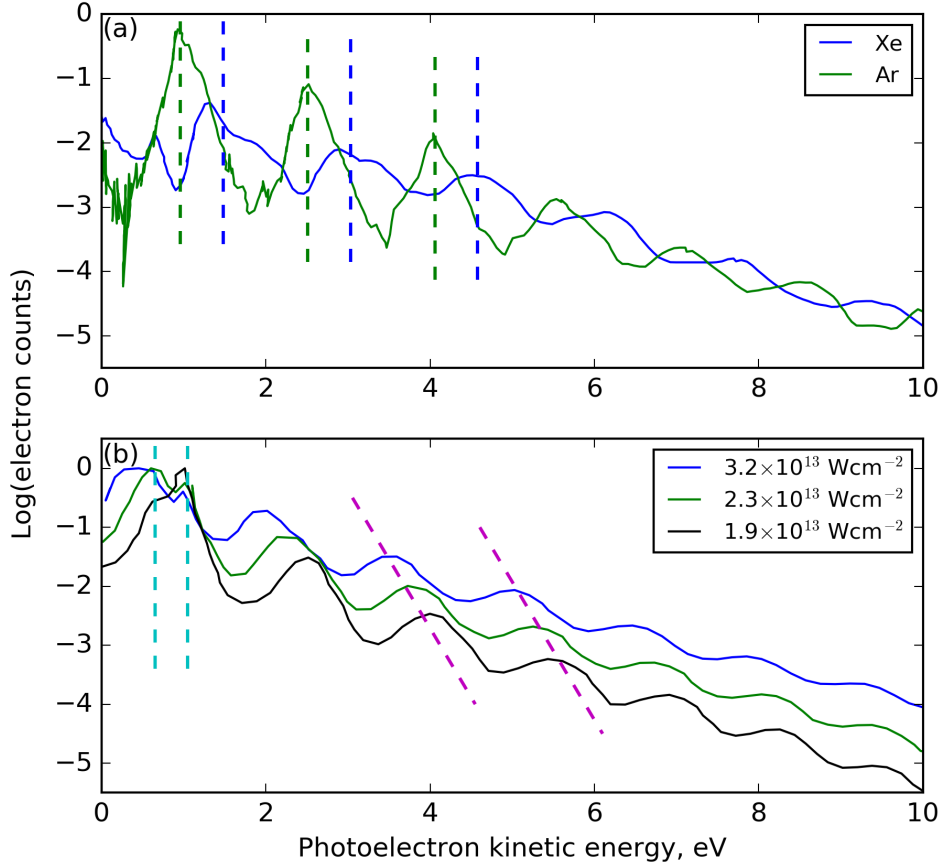 (a)
Xe
Ar
−1
−2
−3
−4
−5
0
2
4
6
8
10
Log(electron counts)
(b)
3.2×10¹³ Wcm⁻²
2.3×10¹³ Wcm⁻²
1.9×10¹³ Wcm⁻²
0
−1
−2
−3
−4
−5
0
2
4
6
8
10
Photoelectron kinetic energy, eV